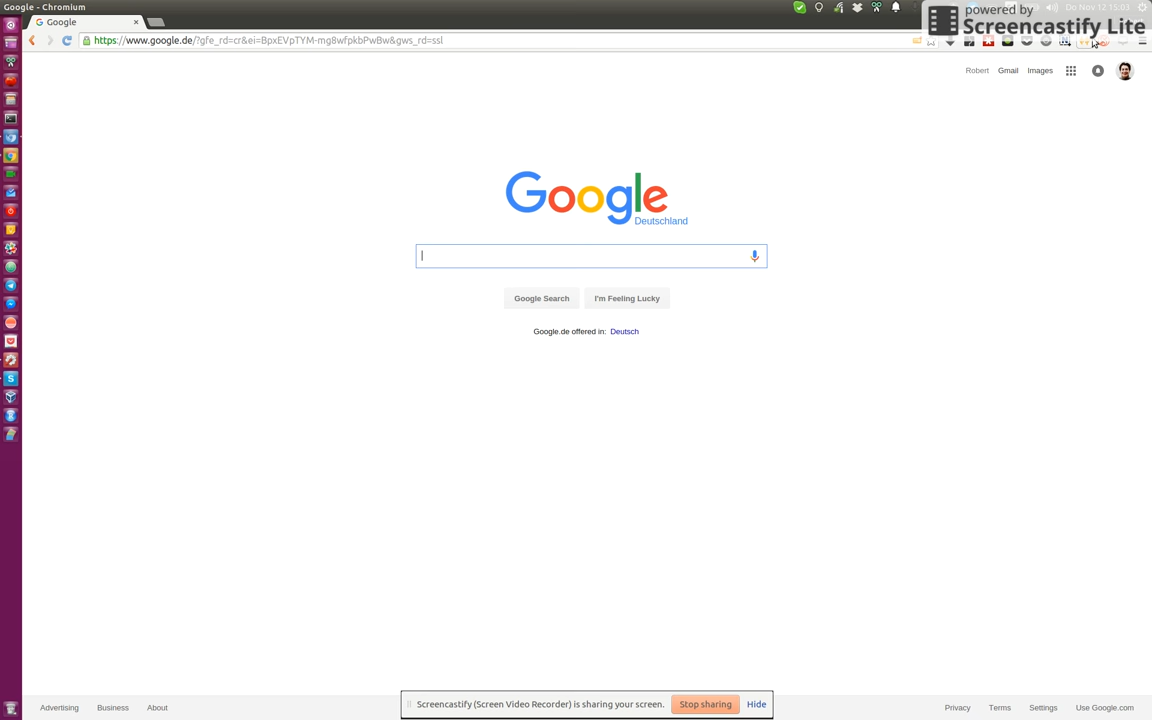 Google - Chromium
Do Nov 12 15:03
powered by
Screencastify Lite
Google
https://www.google.de/?gfe_rd=cr&ei=BpxEVpTYM-mg8wfpkbPwBw&gws_rd=ssl
Robert Gmail Images
Google
Deutschland
Google Search I'm Feeling Lucky
Google.de offered in: Deutsch
Screencastify (Screen Video Recorder) is sharing your screen. Stop sharing Hide
Advertising Business About Privacy Terms Settings Use Google.com